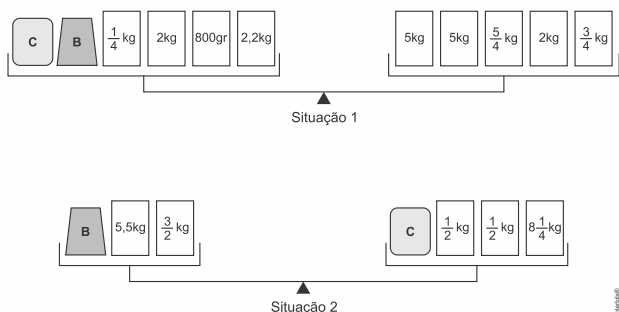 C B 1/4 kg 2kg 800gr 2,2kg 5kg 5kg 5/4 kg 2kg 3/4 kg
Situação 1
B 5,5kg 3/2 kg C 1/2 kg 1/2 kg 8 1/4 kg
Situação 2